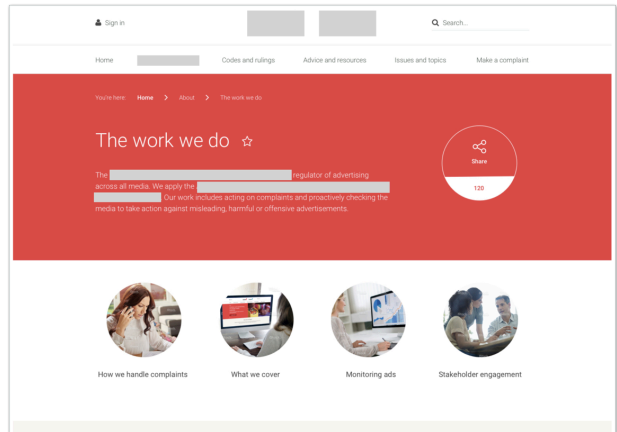 Sign in
Search...
Home
Codes and rulings
Advice and resources
Issues and topics
Make a complaint
You're here: Home > About > The work we do
The work we do
Share
120
The regulator of advertising
across all media. We apply the
Our work includes acting on complaints and proactively checking the
media to take action against misleading, harmful or offensive advertisements.
How we handle complaints
What we cover
Monitoring ads
Stakeholder engagement